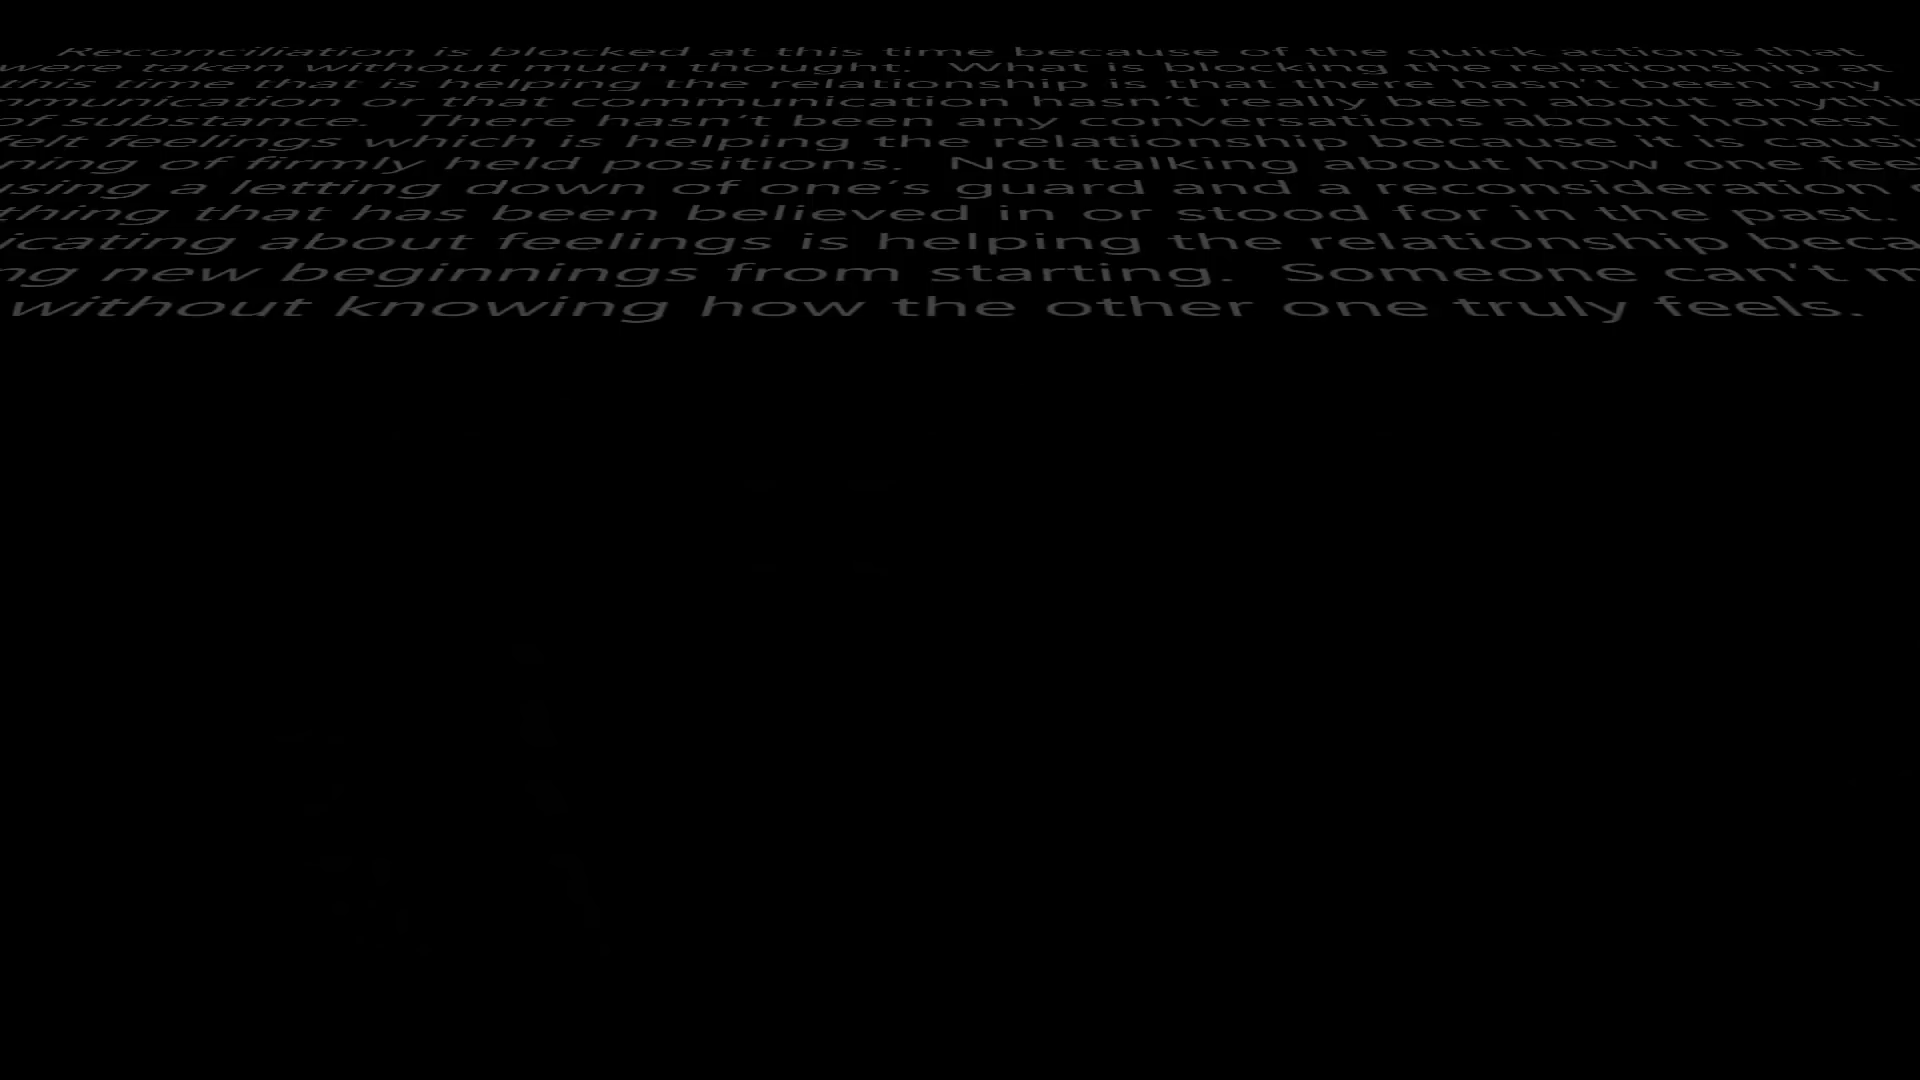 Reconciliation is blocked at this time because of the quick actions that
were taken without much thought. What is blocking the relationship at
this time that is helping the relationship is that there hasn't been any
mmunication or that communication hasn’t really been about anythin
of substance. There hasn’t been any conversations about honest
felt feelings which is helping the relationship because it is causi
ning of firmly held positions. Not talking about how one fee
using a letting down of one’s guard and a reconsideration
thing that has been believed in or stood for in the past.
icating about feelings is helping the relationship beca
ng new beginnings from starting. Someone can't m
without knowing how the other one truly feels.